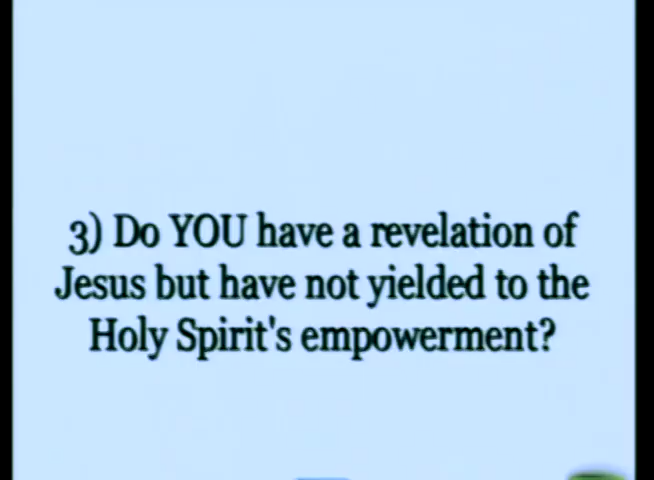 3) Do YOU have a revelation of
Jesus but have not yielded to the
Holy Spirit's empowerment?